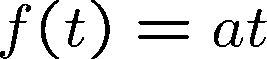 f(t) = at